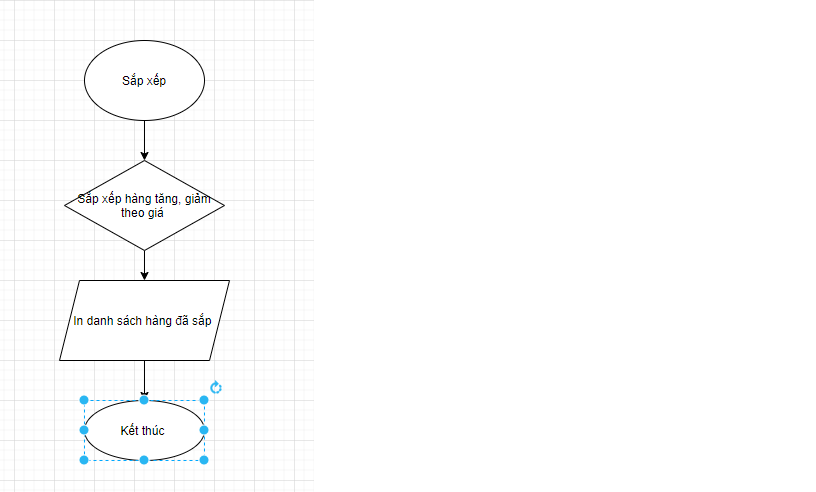 Sắp xếp
Sắp xếp hàng tăng, giảm
theo giá
In danh sách hàng đã sắp
Kết thúc